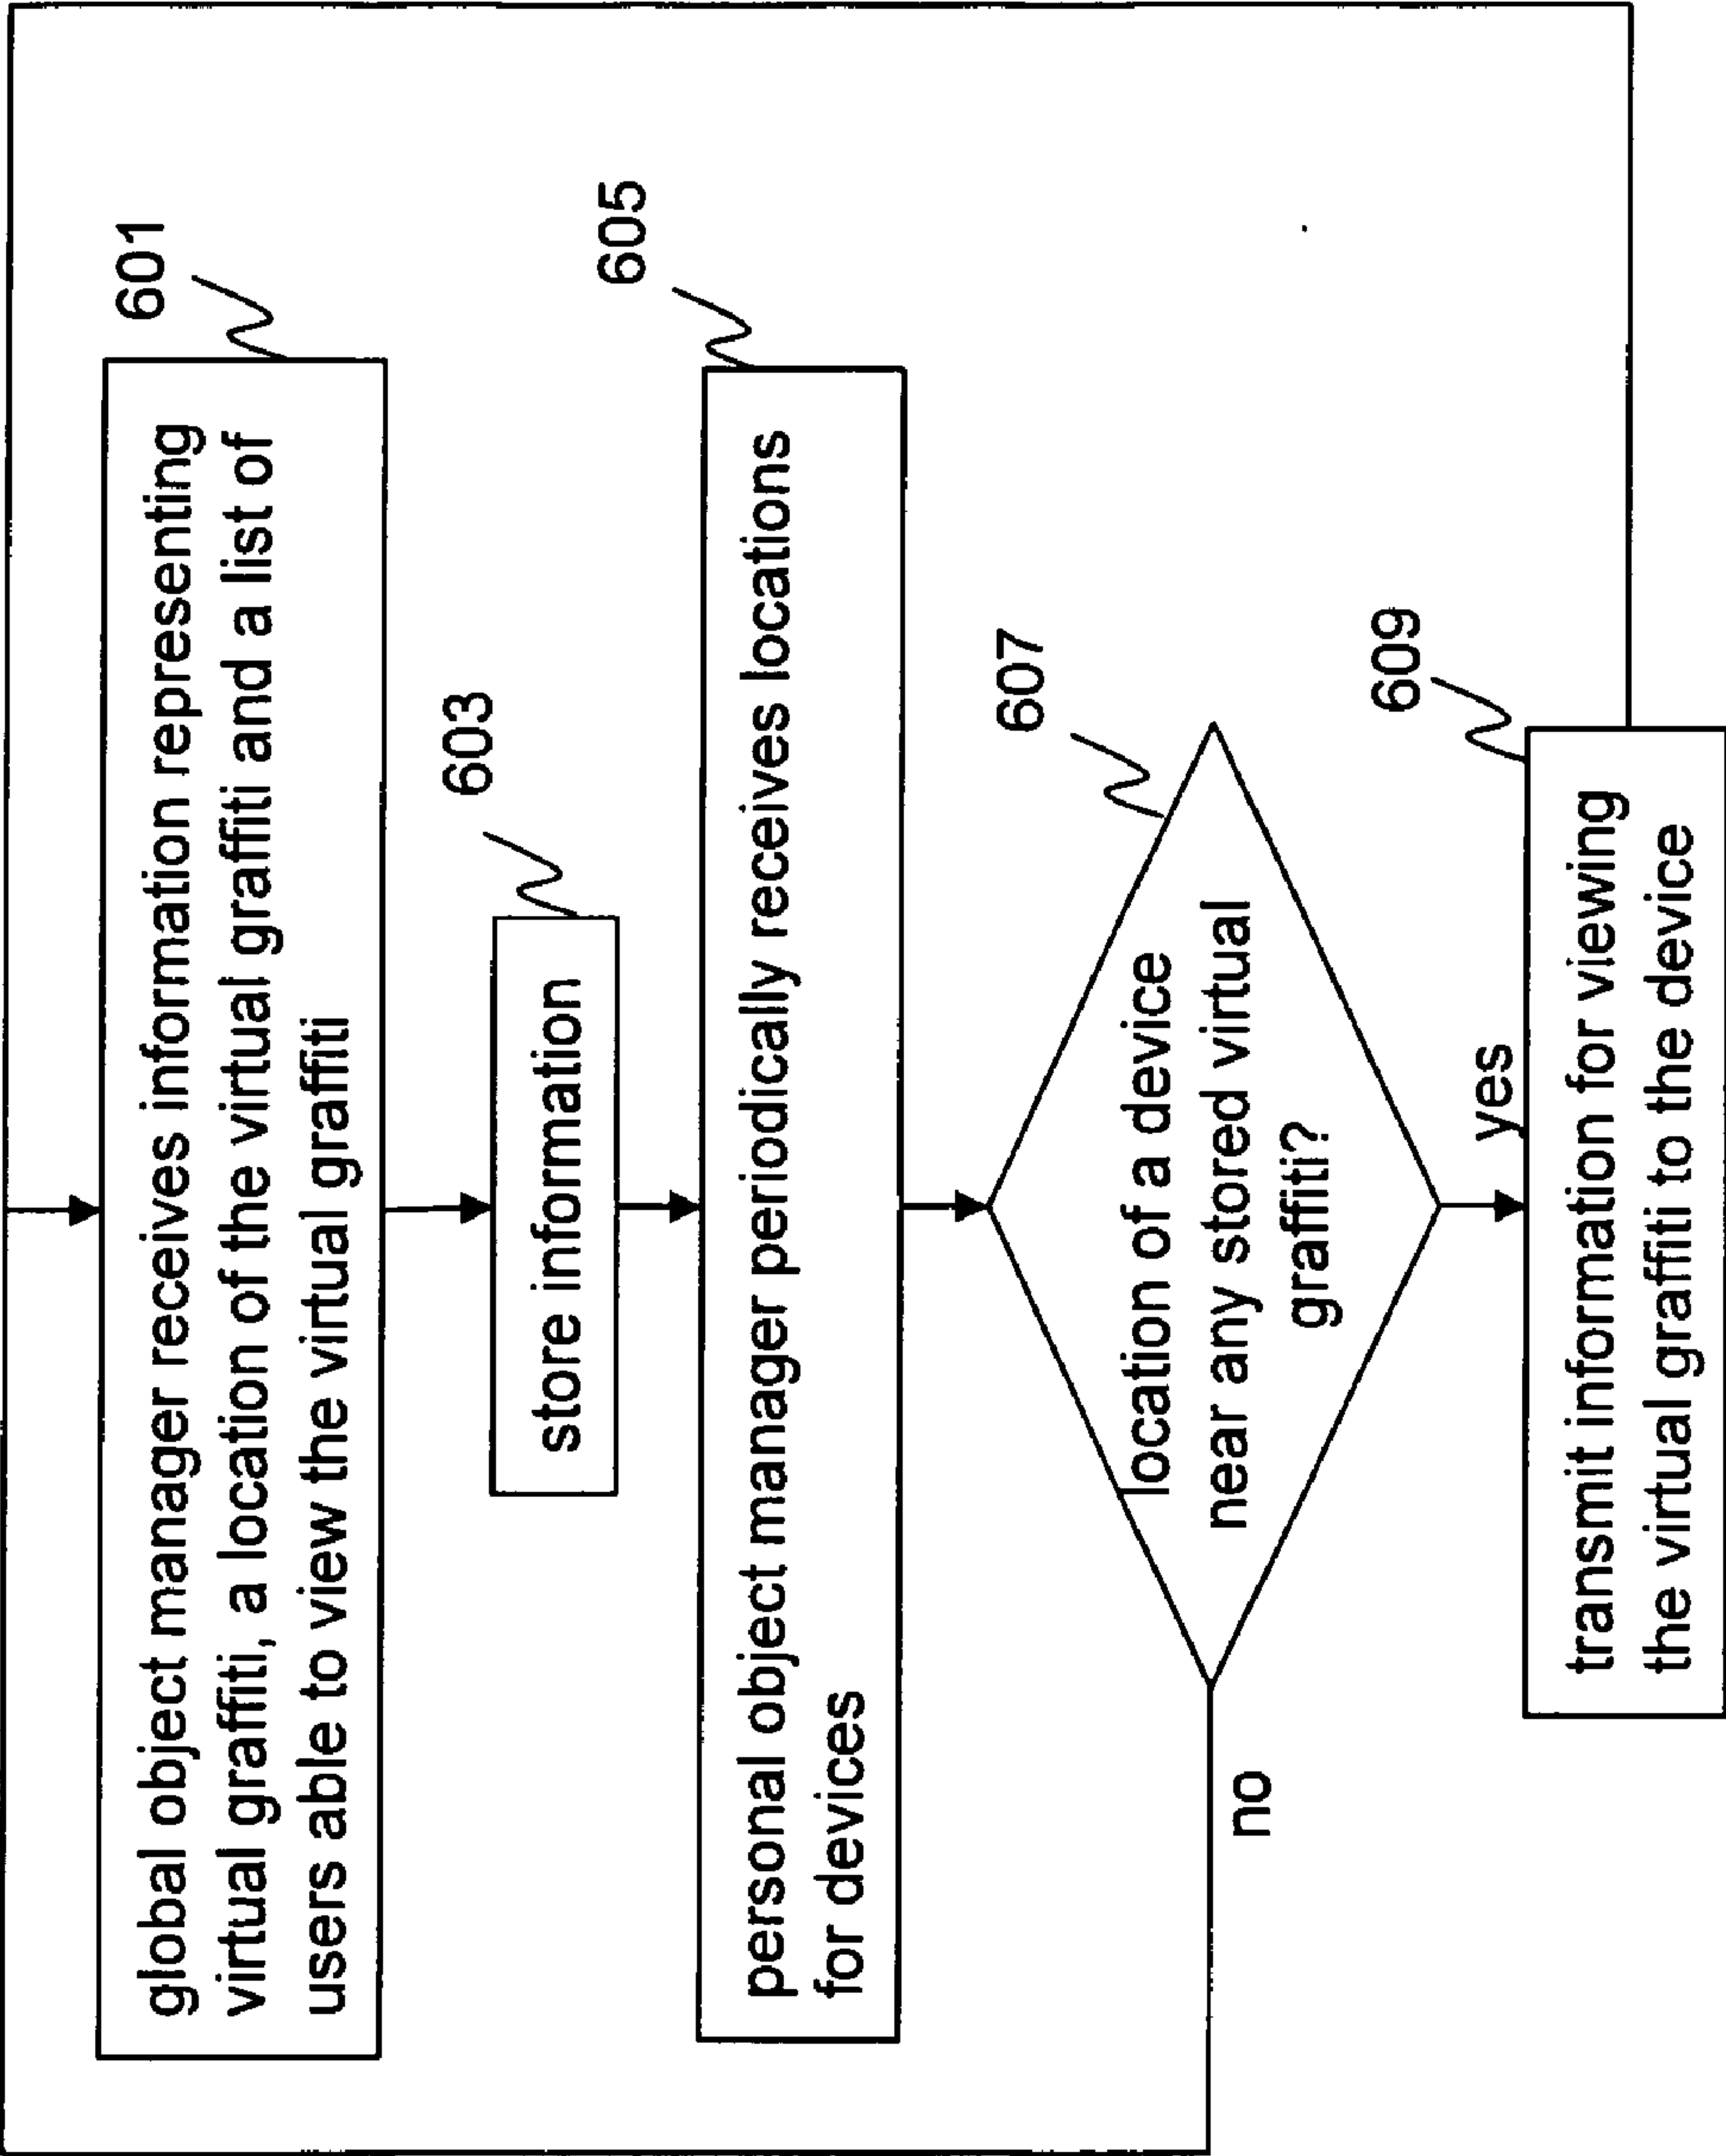 601
global object manager receives information representing
virtual graffiti, a location of the virtual graffiti and a list of
users able to view the virtual graffiti
603
store information
605
personal object manager periodically receives locations
for devices
607
location of a device
near any stored virtual
graffiti?
no
yes
609
transmit information for viewing
the virtual graffiti to the device